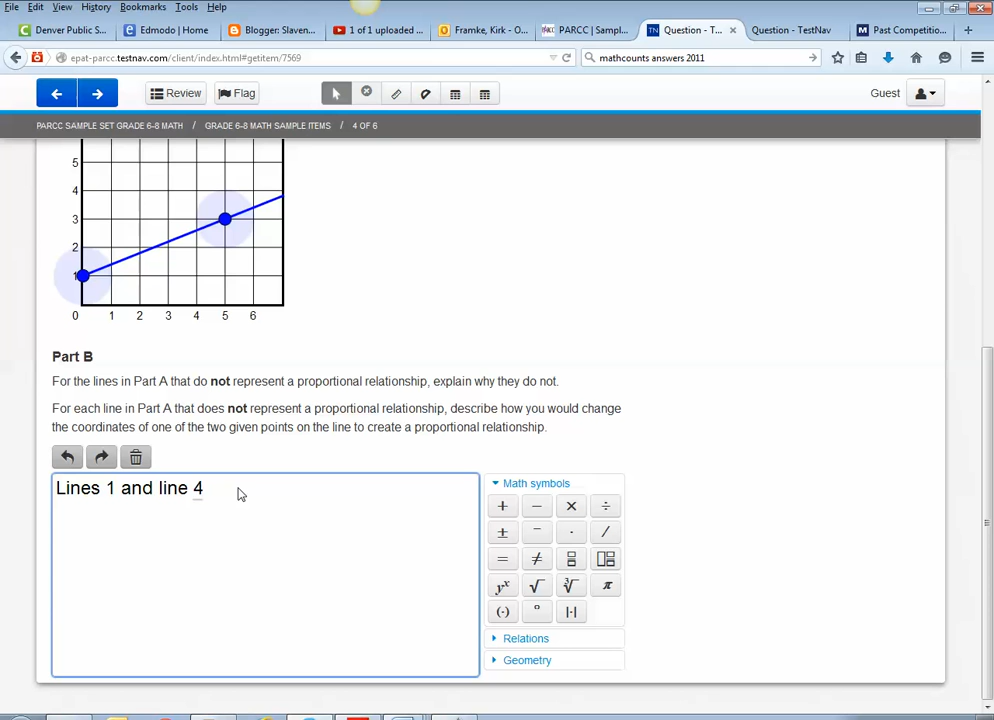 File Edit View History Bookmarks Tools Help
Denver Public S... Edmodo | Home Blogger: Slaven... 1 of 1 uploaded ... Framke, Kirk - O... PARCC | Sampl... Question - T... Question - TestNav Past Competitio...
epat-parcc.testnav.com/client/index.html#getitem/7569 mathcounts answers 2011
Review Flag Guest
PARCC SAMPLE SET GRADE 6-8 MATH / GRADE 6-8 MATH SAMPLE ITEMS / 4 OF 6
5
4
3
2
1
0 1 2 3 4 5 6
Part B
For the lines in Part A that do not represent a proportional relationship, explain why they do not.
For each line in Part A that does not represent a proportional relationship, describe how you would change
the coordinates of one of the two given points on the line to create a proportional relationship.
Lines 1 and line 4
Math symbols
+ − × ÷
± − · /
= ≠
yˣ √ ∛ π
(·) ° |·|
Relations
Geometry